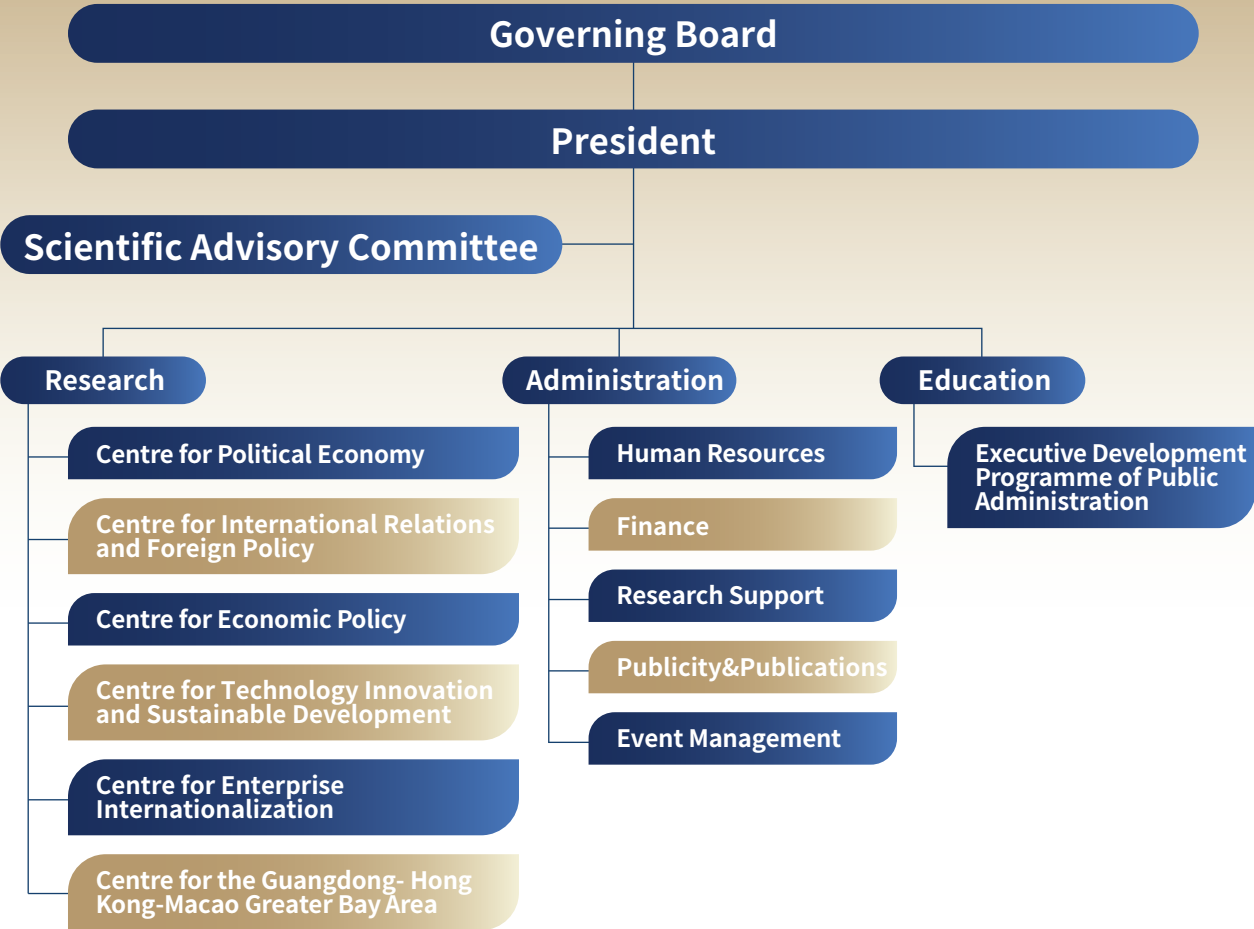 Governing Board
President
Scientific Advisory Committee
Research
Centre for Political Economy
Centre for International Relations
and Foreign Policy
Centre for Economic Policy
Centre for Technology Innovation
and Sustainable Development
Centre for Enterprise
Internationalization
Centre for the Guangdong- Hong
Kong-Macao Greater Bay Area
Administration
Human Resources
Finance
Research Support
Publicity&Publications
Event Management
Education
Executive Development
Programme of Public
Administration